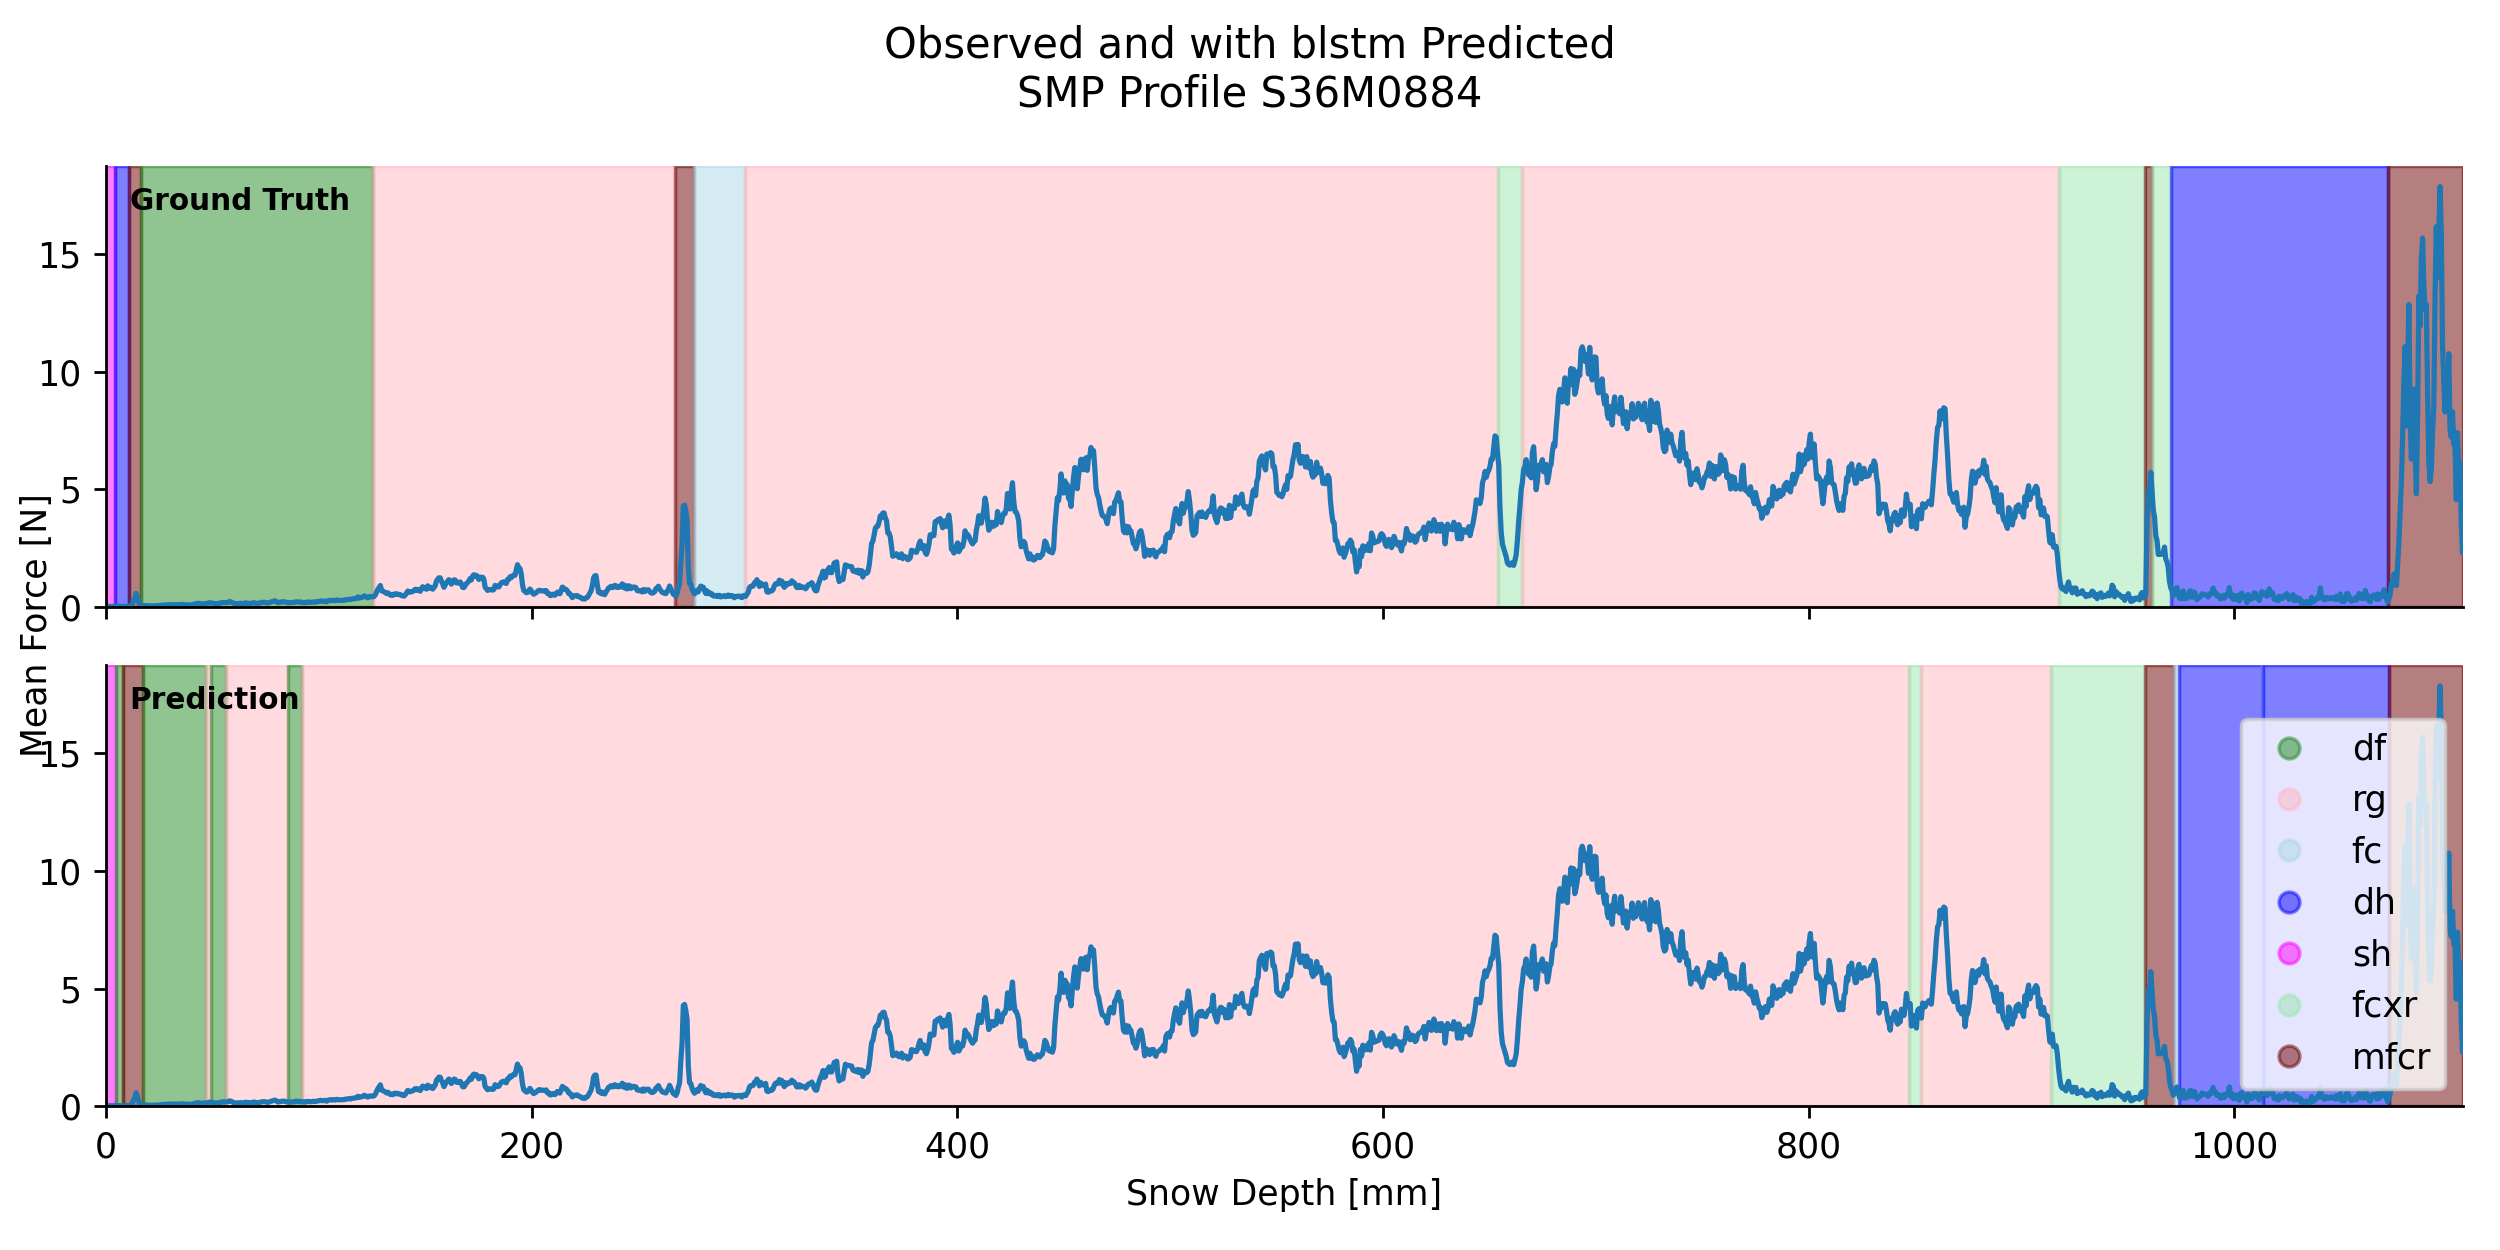 Observed and with blstm Predicted
SMP Profile S36M0884
Mean Force [N]
Ground Truth
15
10
5
0
Prediction
15
10
5
0
df
rg
fc
dh
sh
fcxr
mfcr
0
200
400
600
800
1000
Snow Depth [mm]